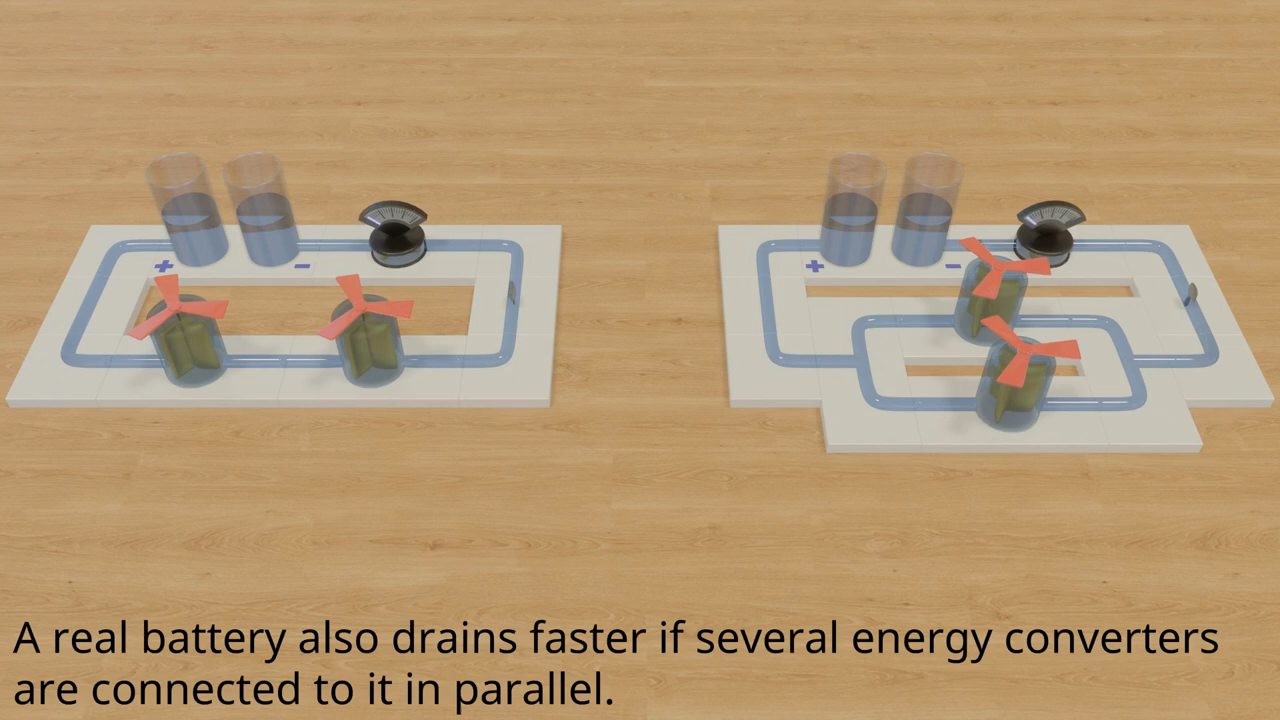 + -
+ -
A real battery also drains faster if several energy converters
are connected to it in parallel.